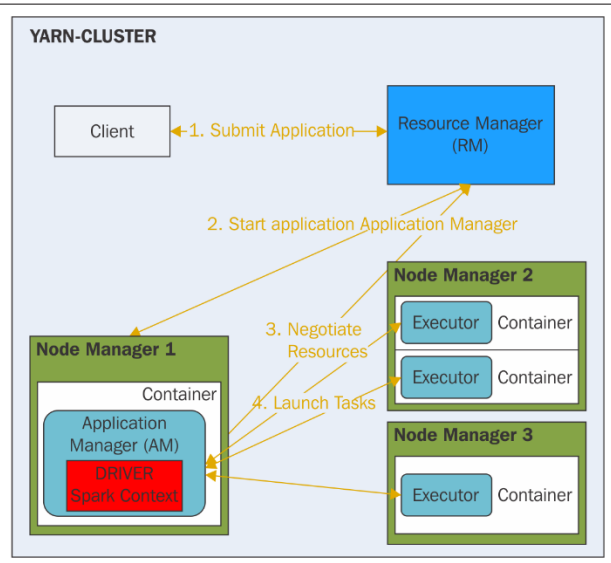 YARN-CLUSTER
Client
1. Submit Application
Resource Manager
(RM)
2. Start application Application Manager
Node Manager 2
Executor
Container
Executor
Container
3. Negotiate
Resources
4. Launch Tasks
Node Manager 1
Container
Application
Manager (AM)
DRIVER
Spark Context
Node Manager 3
Executor
Container